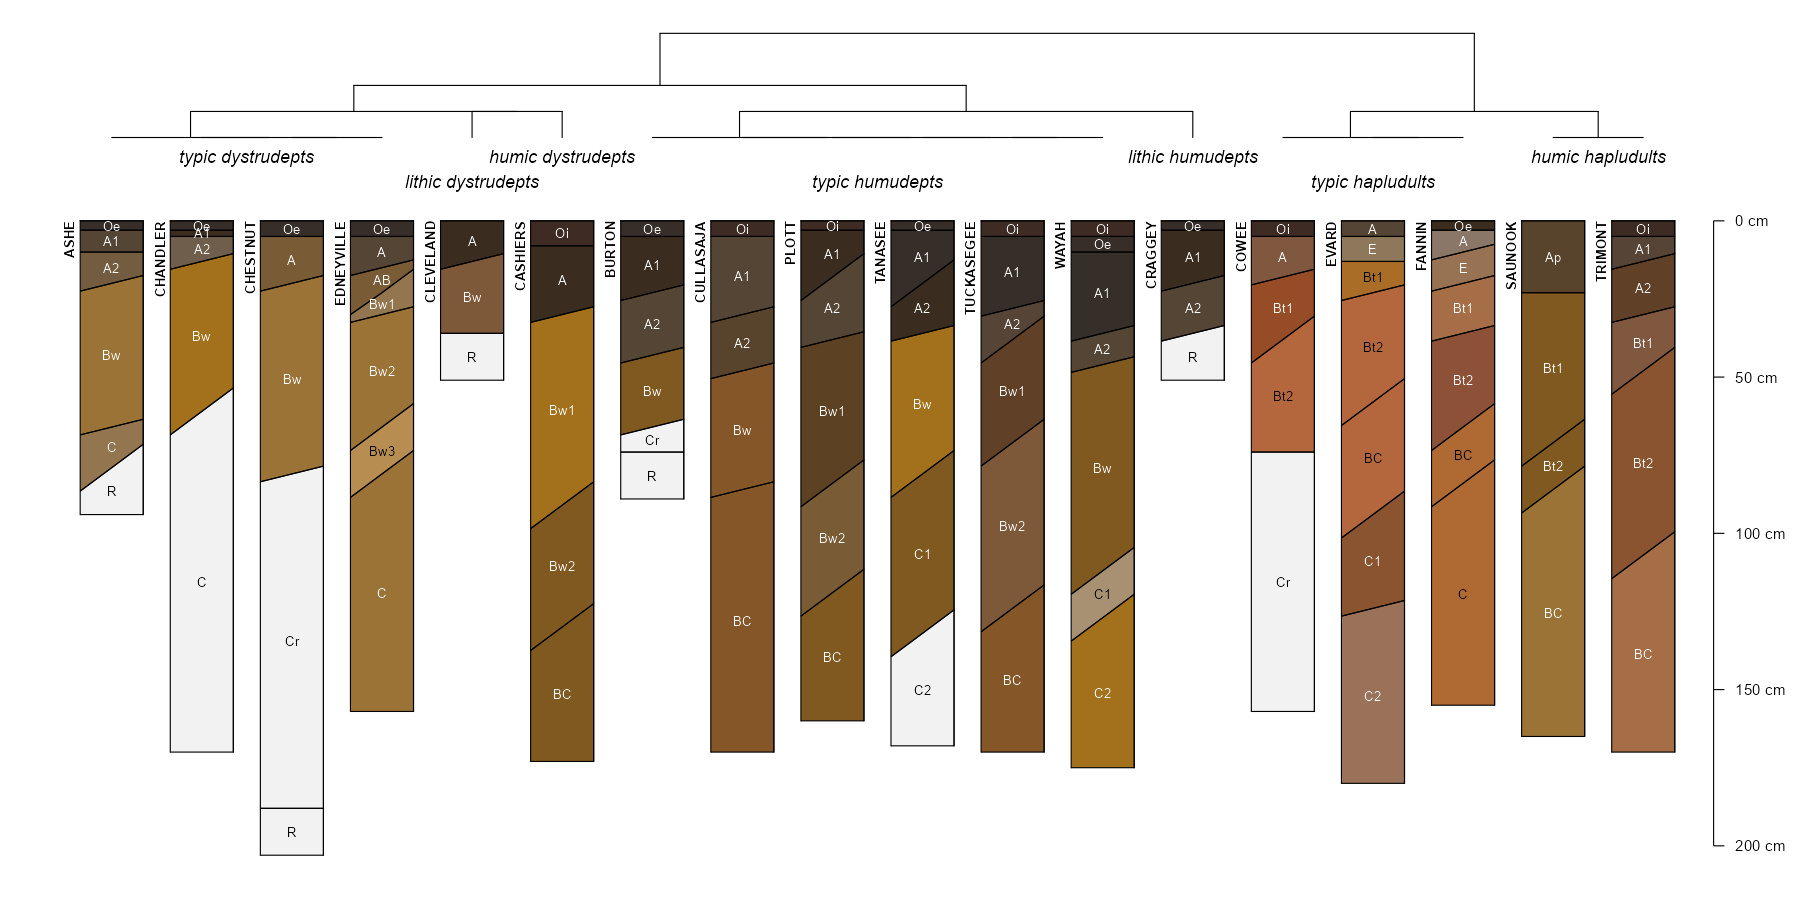 typic dystrudepts
humic dystrudepts
lithic humudepts
humic hapludults
lithic dystrudepts
typic humudepts
typic hapludults
ASHE
Oe
A1
A2
Bw
C
R
CHANDLER
Oe
A1
A2
Bw
C
CHESTNUT
Oe
A
Bw
Cr
R
EDNEYVILLE
Oe
A
AB
Bw1
Bw2
Bw3
C
CLEVELAND
A
Bw
R
CASHIERS
Oi
A
Bw1
Bw2
BC
BURTON
Oe
A1
A2
Bw
Cr
R
CULLASAJA
Oi
A1
A2
Bw
BC
PLOTT
Oi
A1
A2
Bw1
Bw2
BC
TANASEE
Oe
A1
A2
Bw
C1
C2
TUCKASEGEE
Oi
A1
A2
Bw1
Bw2
BC
WAYAH
Oi
Oe
A1
A2
Bw
C1
C2
CRAGGEY
Oe
A1
A2
R
COWEE
Oi
A
Bt1
Bt2
Cr
EVARD
A
E
Bt1
Bt2
BC
C1
C2
FANNIN
Oe
A
E
Bt1
Bt2
BC
C
SAUNOOK
Ap
Bt1
Bt2
BC
TRIMONT
Oi
A1
A2
Bt1
Bt2
BC
0 cm
50 cm
100 cm
150 cm
200 cm